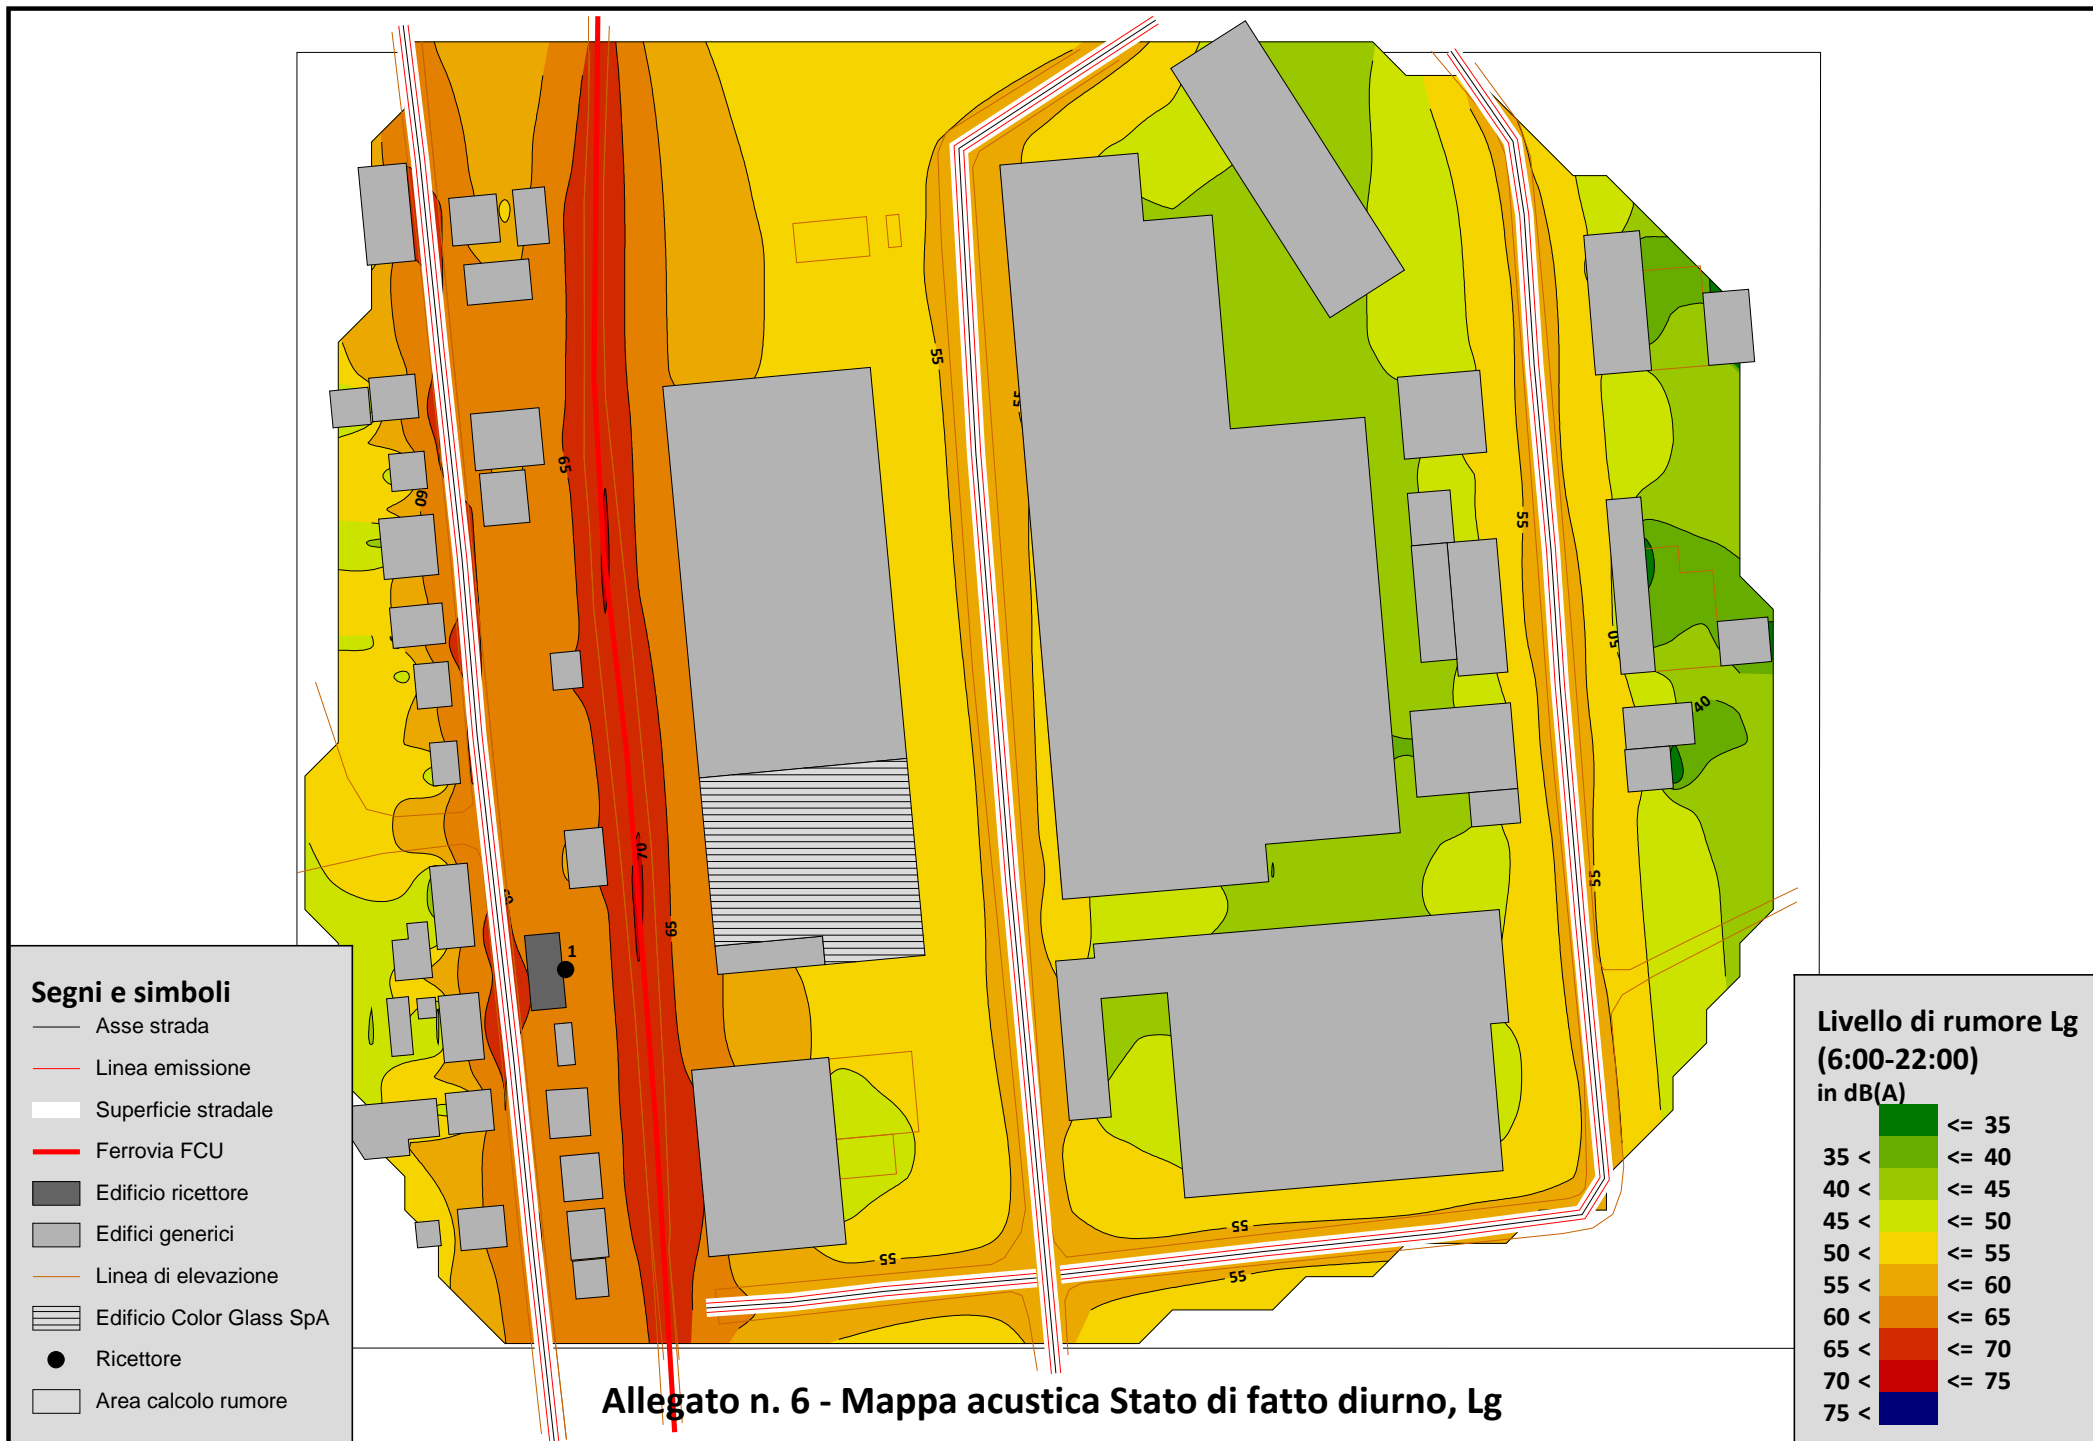 55
55
65
60
55
50
40
70
65
55
1
55
55
55
Segni e simboli
Asse strada
Linea emissione
Superficie stradale
Ferrovia FCU
Edificio ricettore
Edifici generici
Linea di elevazione
Edificio Color Glass SpA
Ricettore
Area calcolo rumore
Livello di rumore Lg
(6:00-22:00)
in dB(A)
<= 35
35 < <= 40
40 < <= 45
45 < <= 50
50 < <= 55
55 < <= 60
60 < <= 65
65 < <= 70
70 < <= 75
75 <
Allegato n. 6 - Mappa acustica Stato di fatto diurno, Lg